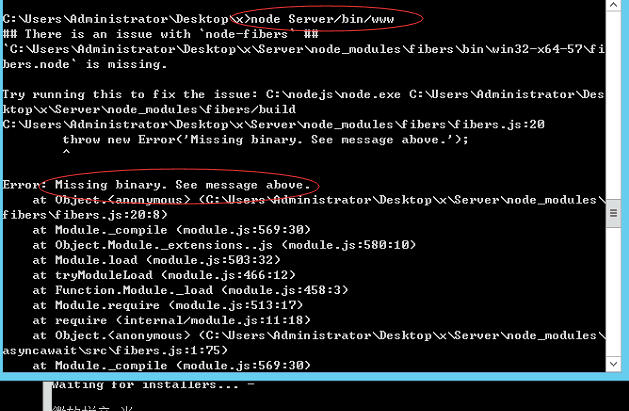 C:\Users\Administrator\Desktop\x>node Server/bin/www
## There is an issue with `node-fibers` ##
`C:\Users\Administrator\Desktop\x\Server\node_modules\fibers\bin\win32-x64-57\fi
bers.node` is missing.
Try running this to fix the issue: C:\nodejs\node.exe C:\Users\Administrator\Des
ktop\x\Server\node_modules\fibers/build
C:\Users\Administrator\Desktop\x\Server\node_modules\fibers\fibers.js:20
        throw new Error('Missing binary. See message above.');
        ^
Error: Missing binary. See message above.
    at Object.<anonymous> (C:\Users\Administrator\Desktop\x\Server\node_modules\
fibers\fibers.js:20:8)
    at Module._compile (module.js:569:30)
    at Object.Module._extensions..js (module.js:580:10)
    at Module.load (module.js:503:32)
    at tryModuleLoad (module.js:466:12)
    at Function.Module._load (module.js:458:3)
    at Module.require (module.js:513:17)
    at require (internal/module.js:11:18)
    at Object.<anonymous> (C:\Users\Administrator\Desktop\x\Server\node_modules\
asyncawait\src\fibers.js:1:75)
    at Module._compile (module.js:569:30)
Waiting for installers... -